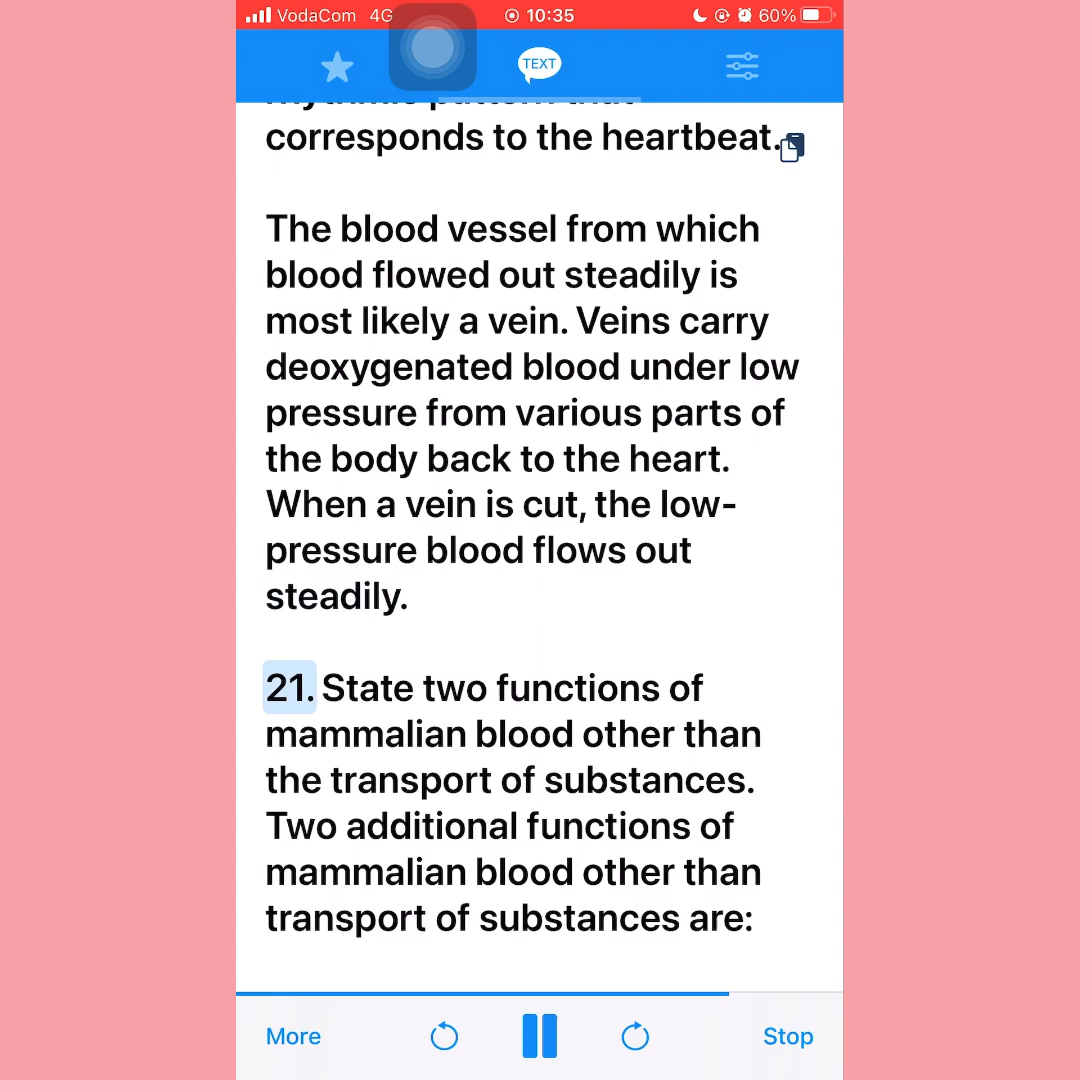 VodaCom 4G 10:35 60%
TEXT
corresponds to the heartbeat.
The blood vessel from which
blood flowed out steadily is
most likely a vein. Veins carry
deoxygenated blood under low
pressure from various parts of
the body back to the heart.
When a vein is cut, the low-
pressure blood flows out
steadily.
21. State two functions of
mammalian blood other than
the transport of substances.
Two additional functions of
mammalian blood other than
transport of substances are:
More Stop